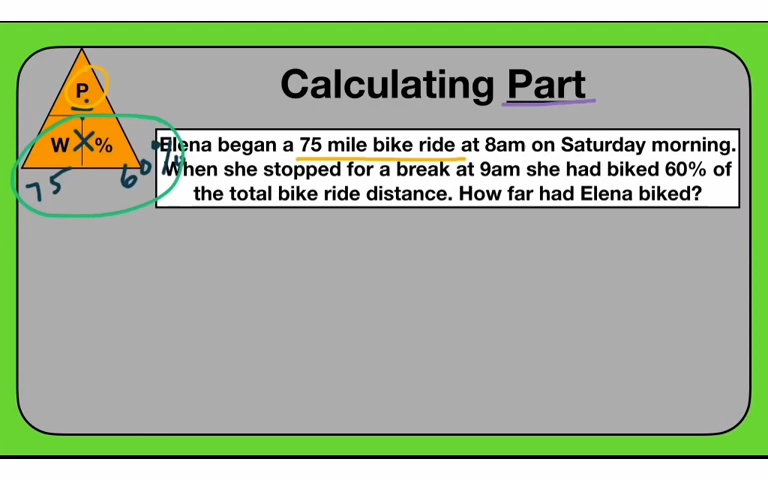 Calculating Part
P
W × %
75 60%
Elena began a 75 mile bike ride at 8am on Saturday morning.
When she stopped for a break at 9am she had biked 60% of
the total bike ride distance. How far had Elena biked?